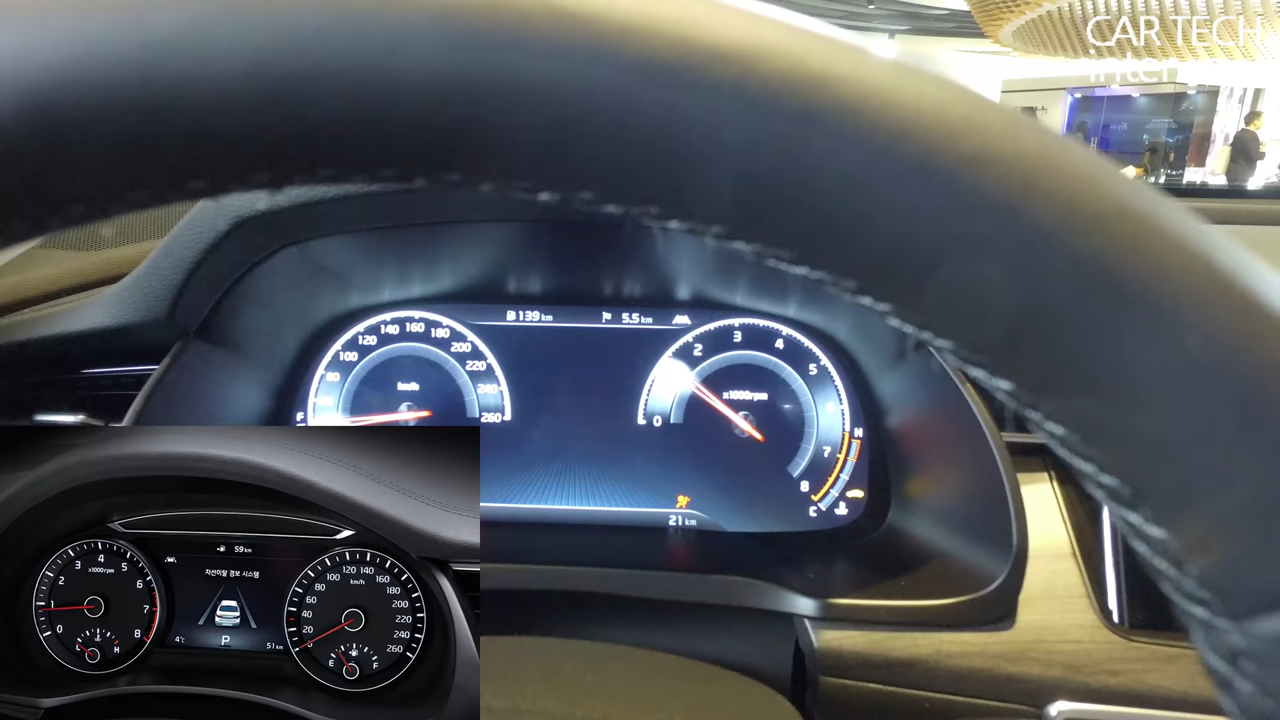 CAR TECH
inter
139 km
5.5 km
100 120 140 160 180 200 220 240 260
km/h
F
0 2 3 4 5 7 8
x1000rpm
H
C
21 km
59 km
차선이탈 경보 시스템
4℃
P
51 km
0 1 2 3 4 5 6 7 8
x1000rpm
H
0 20 40 60 80 100 120 140 160 180 200 220 240 260
km/h
E
F